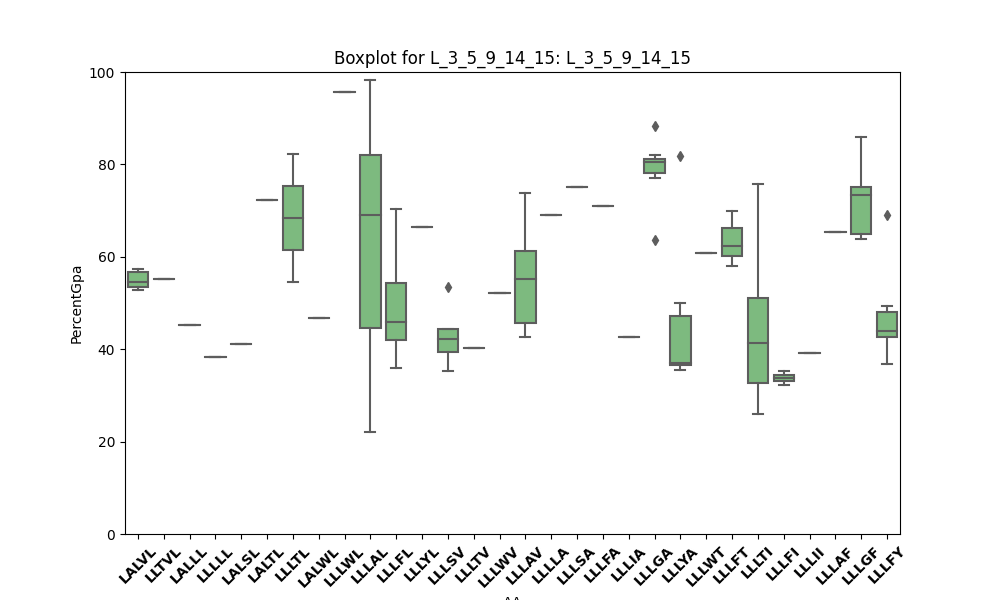 Boxplot for L_3_5_9_14_15: L_3_5_9_14_15
PercentGpa
100
80
60
40
20
0
LALVL
LLTVL
LALLL
LLLLL
LALSL
LALTL
LLLTL
LALWL
LLLWL
LLLAL
LLLFL
LLLYL
LLLSV
LLLTV
LLLWV
LLLAV
LLLLA
LLLSA
LLLFA
LLLIA
LLLGA
LLLYA
LLLWT
LLLFT
LLLTI
LLLFI
LLLII
LLLAF
LLLGF
LLLFY